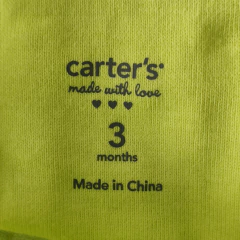 carter's
made with love
♥ ♥ ♥
3
months
Made in China